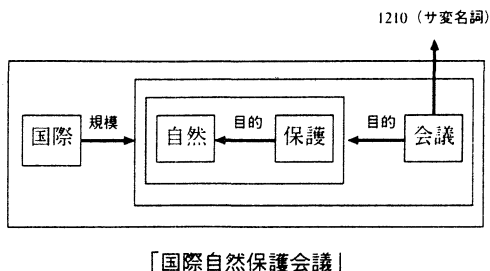 1210（サ変名詞）
国際 規模 自然 目的 保護 目的 会議
「国際自然保護会議」